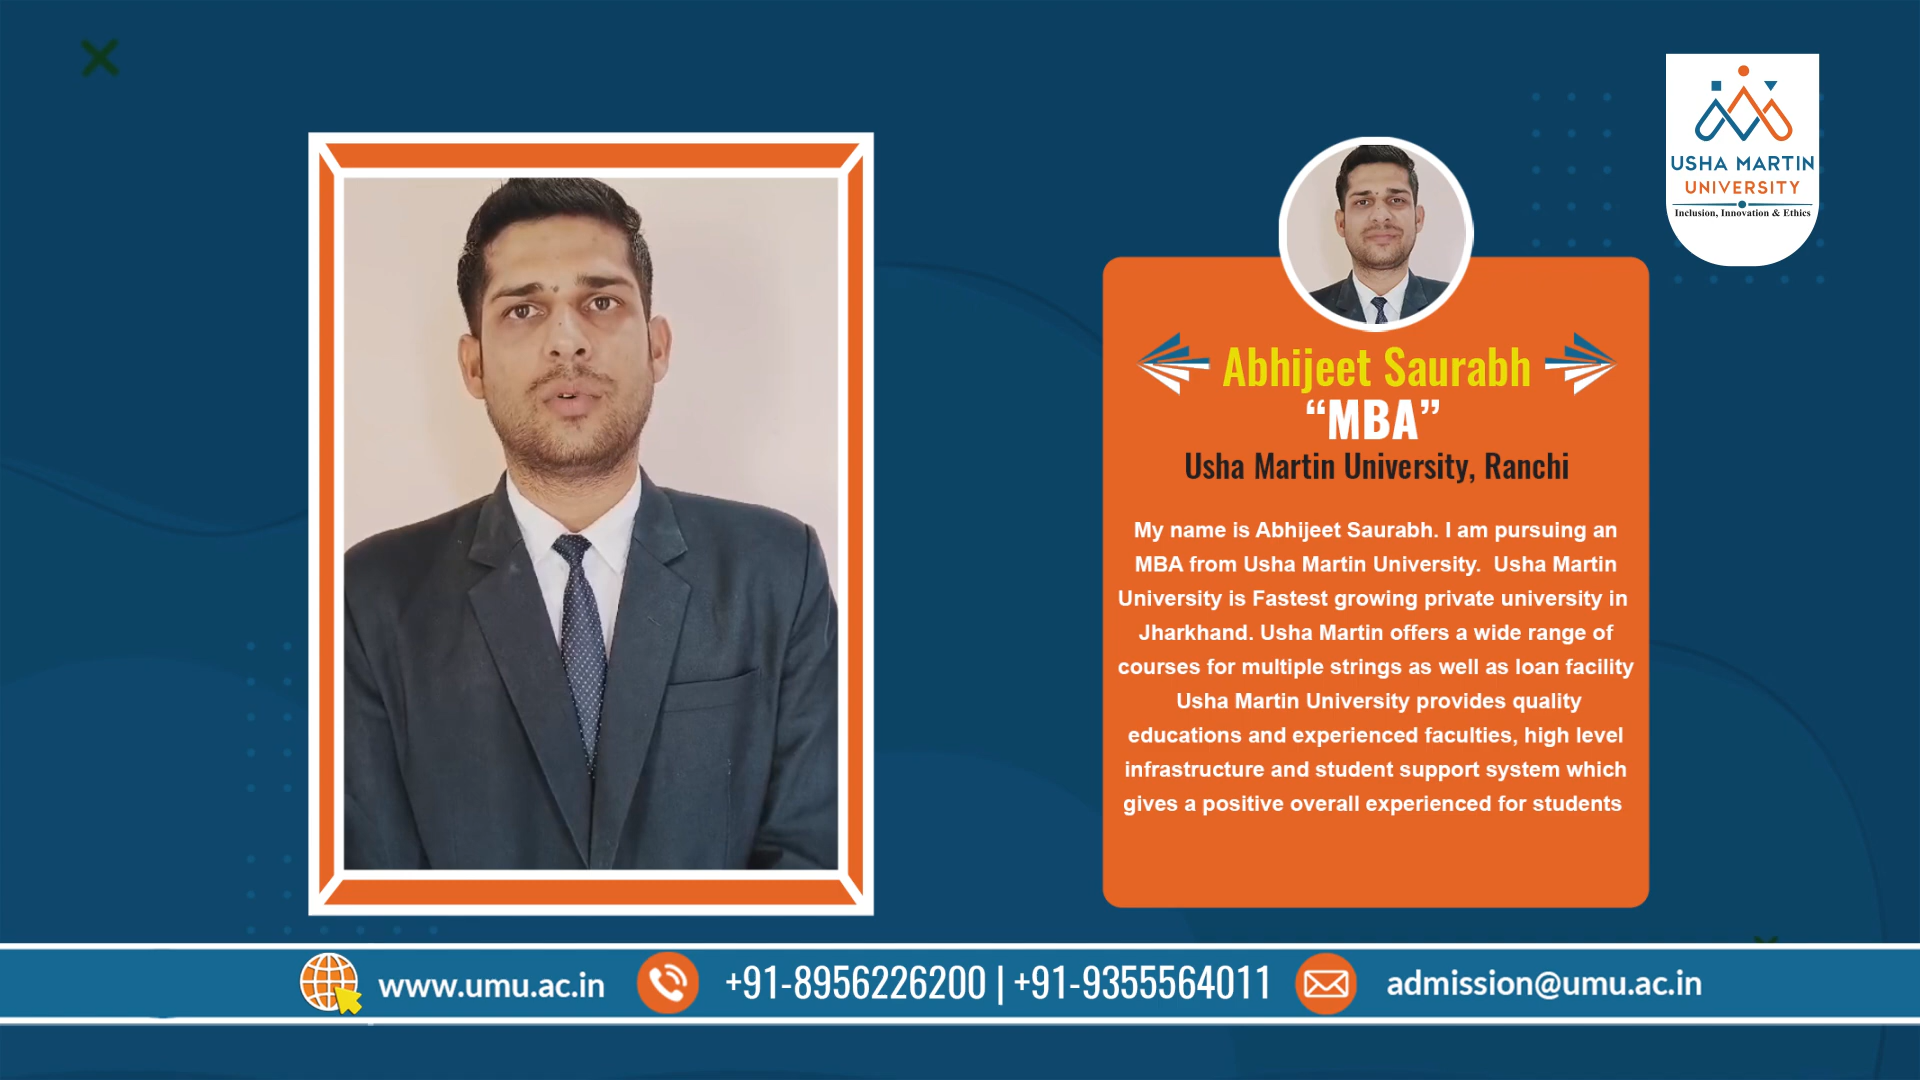 USHA MARTIN
UNIVERSITY
Inclusion, Innovation & Ethics
Abhijeet Saurabh
“MBA”
Usha Martin University, Ranchi
My name is Abhijeet Saurabh. I am pursuing an
MBA from Usha Martin University. Usha Martin
University is Fastest growing private university in
Jharkhand. Usha Martin offers a wide range of
courses for multiple strings as well as loan facility
Usha Martin University provides quality
educations and experienced faculties, high level
infrastructure and student support system which
gives a positive overall experienced for students
www.umu.ac.in +91-8956226200 | +91-9355564011 admission@umu.ac.in